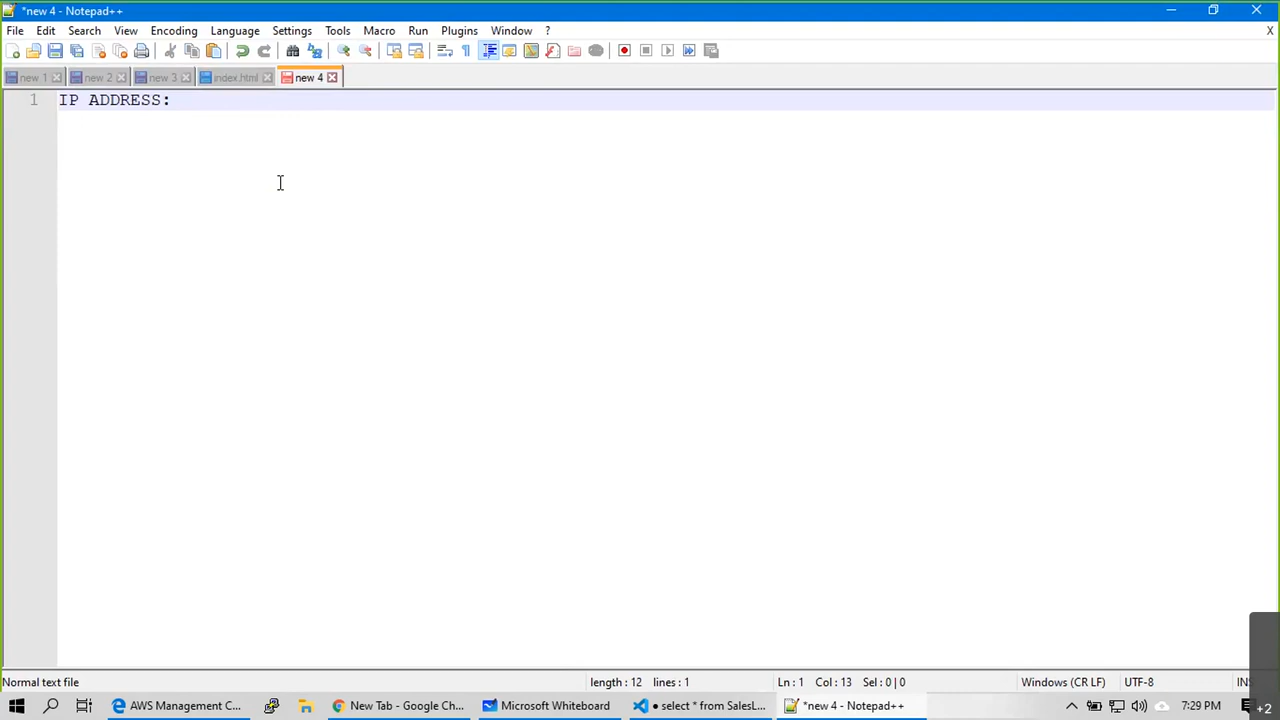 *new 4 - Notepad++
File Edit Search View Encoding Language Settings Tools Macro Run Plugins Window ? X
new 1 new 2 new 3 index.html new 4
1 IP ADDRESS:
Normal text file length : 12 lines : 1 Ln : 1 Col : 13 Sel : 0 | 0 Windows (CR LF) UTF-8 IN
AWS Management C... New Tab - Google Ch... Microsoft Whiteboard • select * from SalesL... *new 4 - Notepad++ 7:29 PM +2